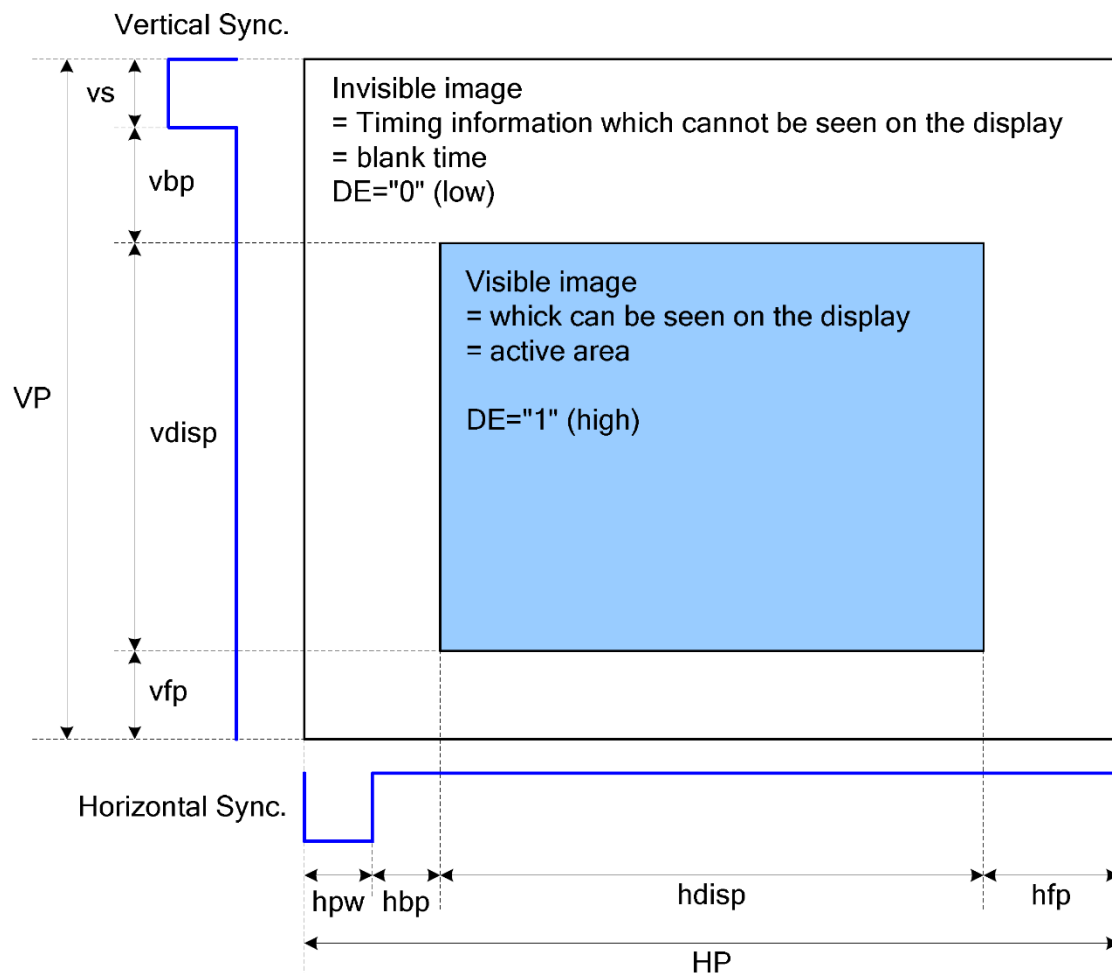 Vertical Sync.
vs
Invisible image
= Timing information which cannot be seen on the display
= blank time
DE="0" (low)
vbp
Visible image
= whick can be seen on the display
= active area
DE="1" (high)
VP
vdisp
vfp
Horizontal Sync.
hpw
hbp
hdisp
hfp
HP